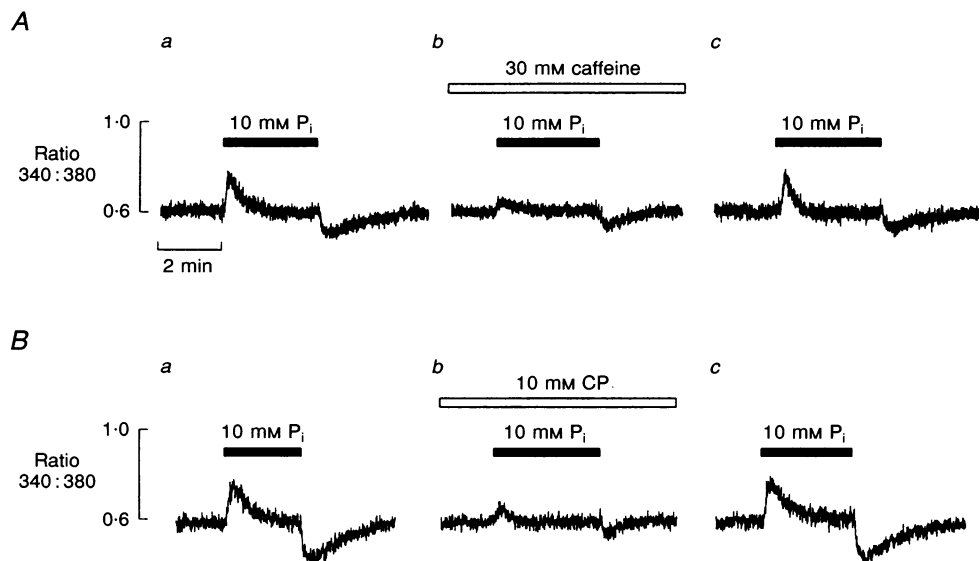 A
a b c
30 mM caffeine
10 mM Pi 10 mM Pi 10 mM Pi
1·0
Ratio
340 : 380
0·6
2 min
B
a b c
10 mM CP
10 mM Pi 10 mM Pi 10 mM Pi
1·0
Ratio
340 : 380
0·6